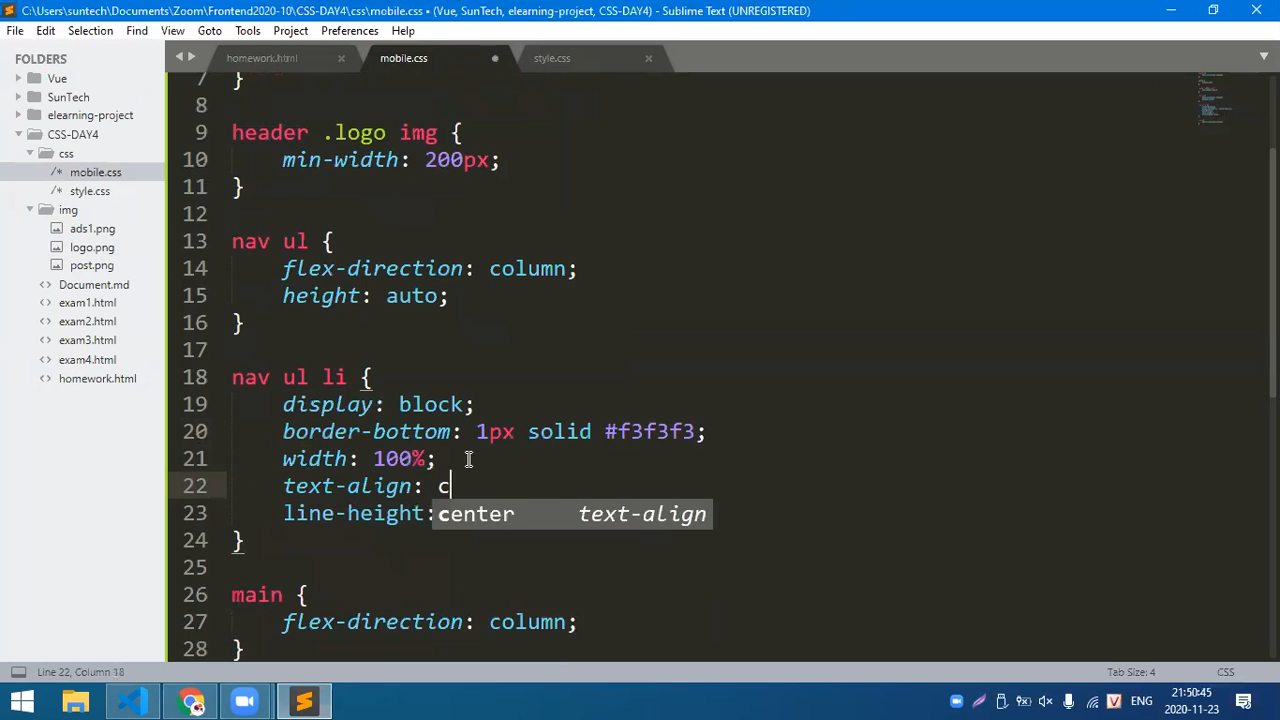 C:\Users\suntech\Documents\Zoom\Frontend2020-10\CSS-DAY4\css\mobile.css • (Vue, SunTech, elearning-project, CSS-DAY4) - Sublime Text (UNREGISTERED)
File Edit Selection Find View Goto Tools Project Preferences Help
FOLDERS
Vue
SunTech
elearning-project
CSS-DAY4
css
/* mobile.css
/* style.css
img
ads1.png
logo.png
post.png
<> Document.md
<> exam1.html
<> exam2.html
<> exam3.html
<> exam4.html
<> homework.html
homework.html mobile.css style.css
7 }
8
9 header .logo img {
10 min-width: 200px;
11 }
12
13 nav ul {
14 flex-direction: column;
15 height: auto;
16 }
17
18 nav ul li {
19 display: block;
20 border-bottom: 1px solid #f3f3f3;
21 width: 100%;
22 text-align: c
23 line-height:
center text-align
24 }
25
26 main {
27 flex-direction: column;
28 }
Line 22, Column 18 Tab Size: 4 CSS
ENG
21:50:45
2020-11-23